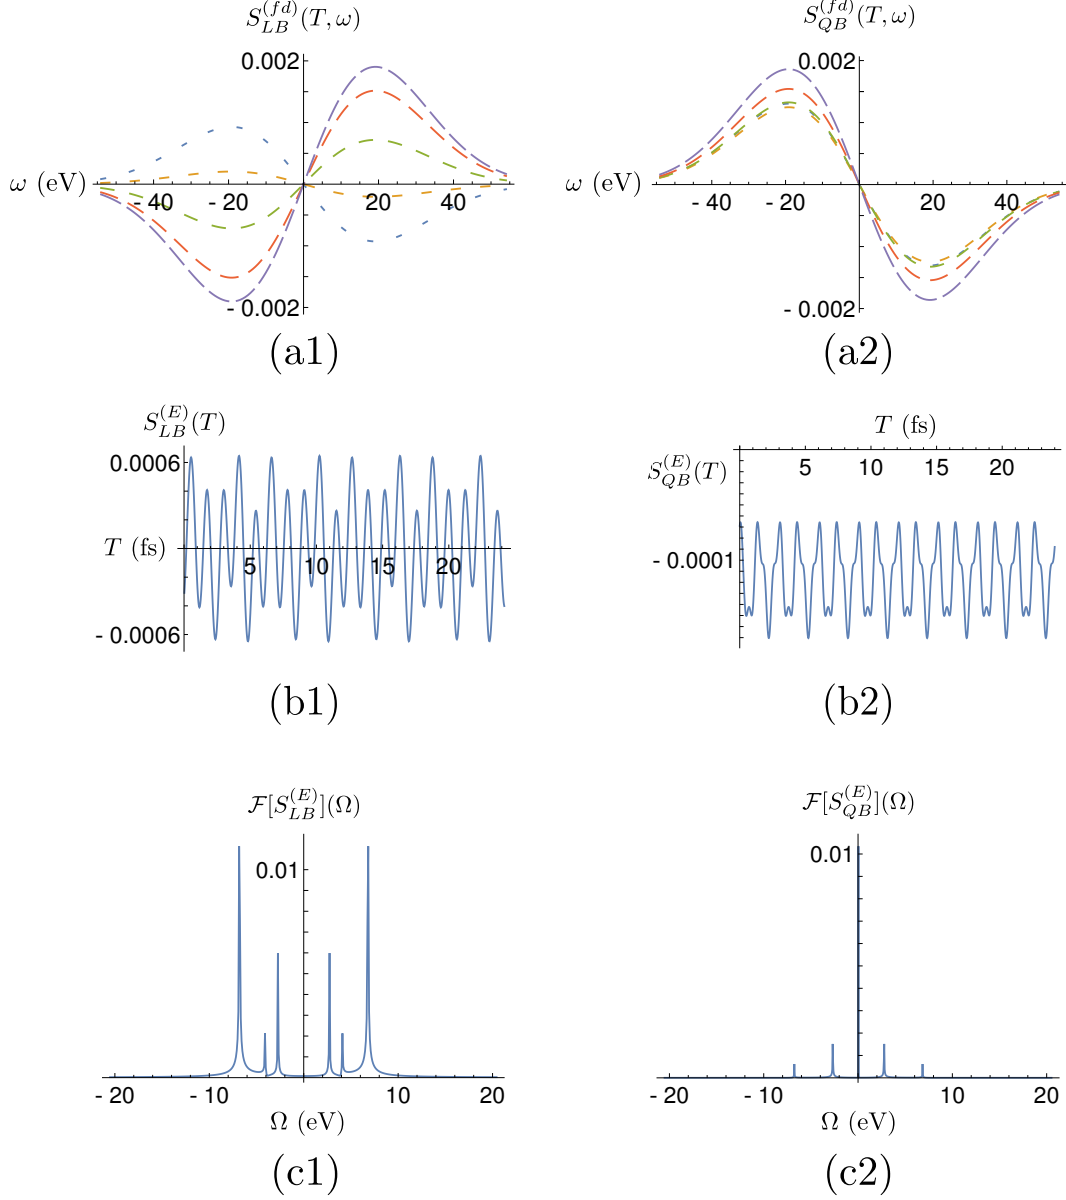 S_{LB}^{(fd)}(T, ω)
S_{QB}^{(fd)}(T, ω)
0.002
0.002
ω (eV)
- 40
- 20
20
40
ω (eV)
- 40
- 20
20
40
- 0.002
- 0.002
(a1)
(a2)
S_{LB}^{(E)}(T)
T (fs)
0.0006
5
10
15
20
S_{QB}^{(E)}(T)
T (fs)
5
10
15
20
- 0.0001
- 0.0006
(b1)
(b2)
F[S_{LB}^{(E)}](Ω)
F[S_{QB}^{(E)}](Ω)
0.01
0.01
- 20
- 10
0
10
20
- 20
- 10
0
10
20
Ω (eV)
Ω (eV)
(c1)
(c2)